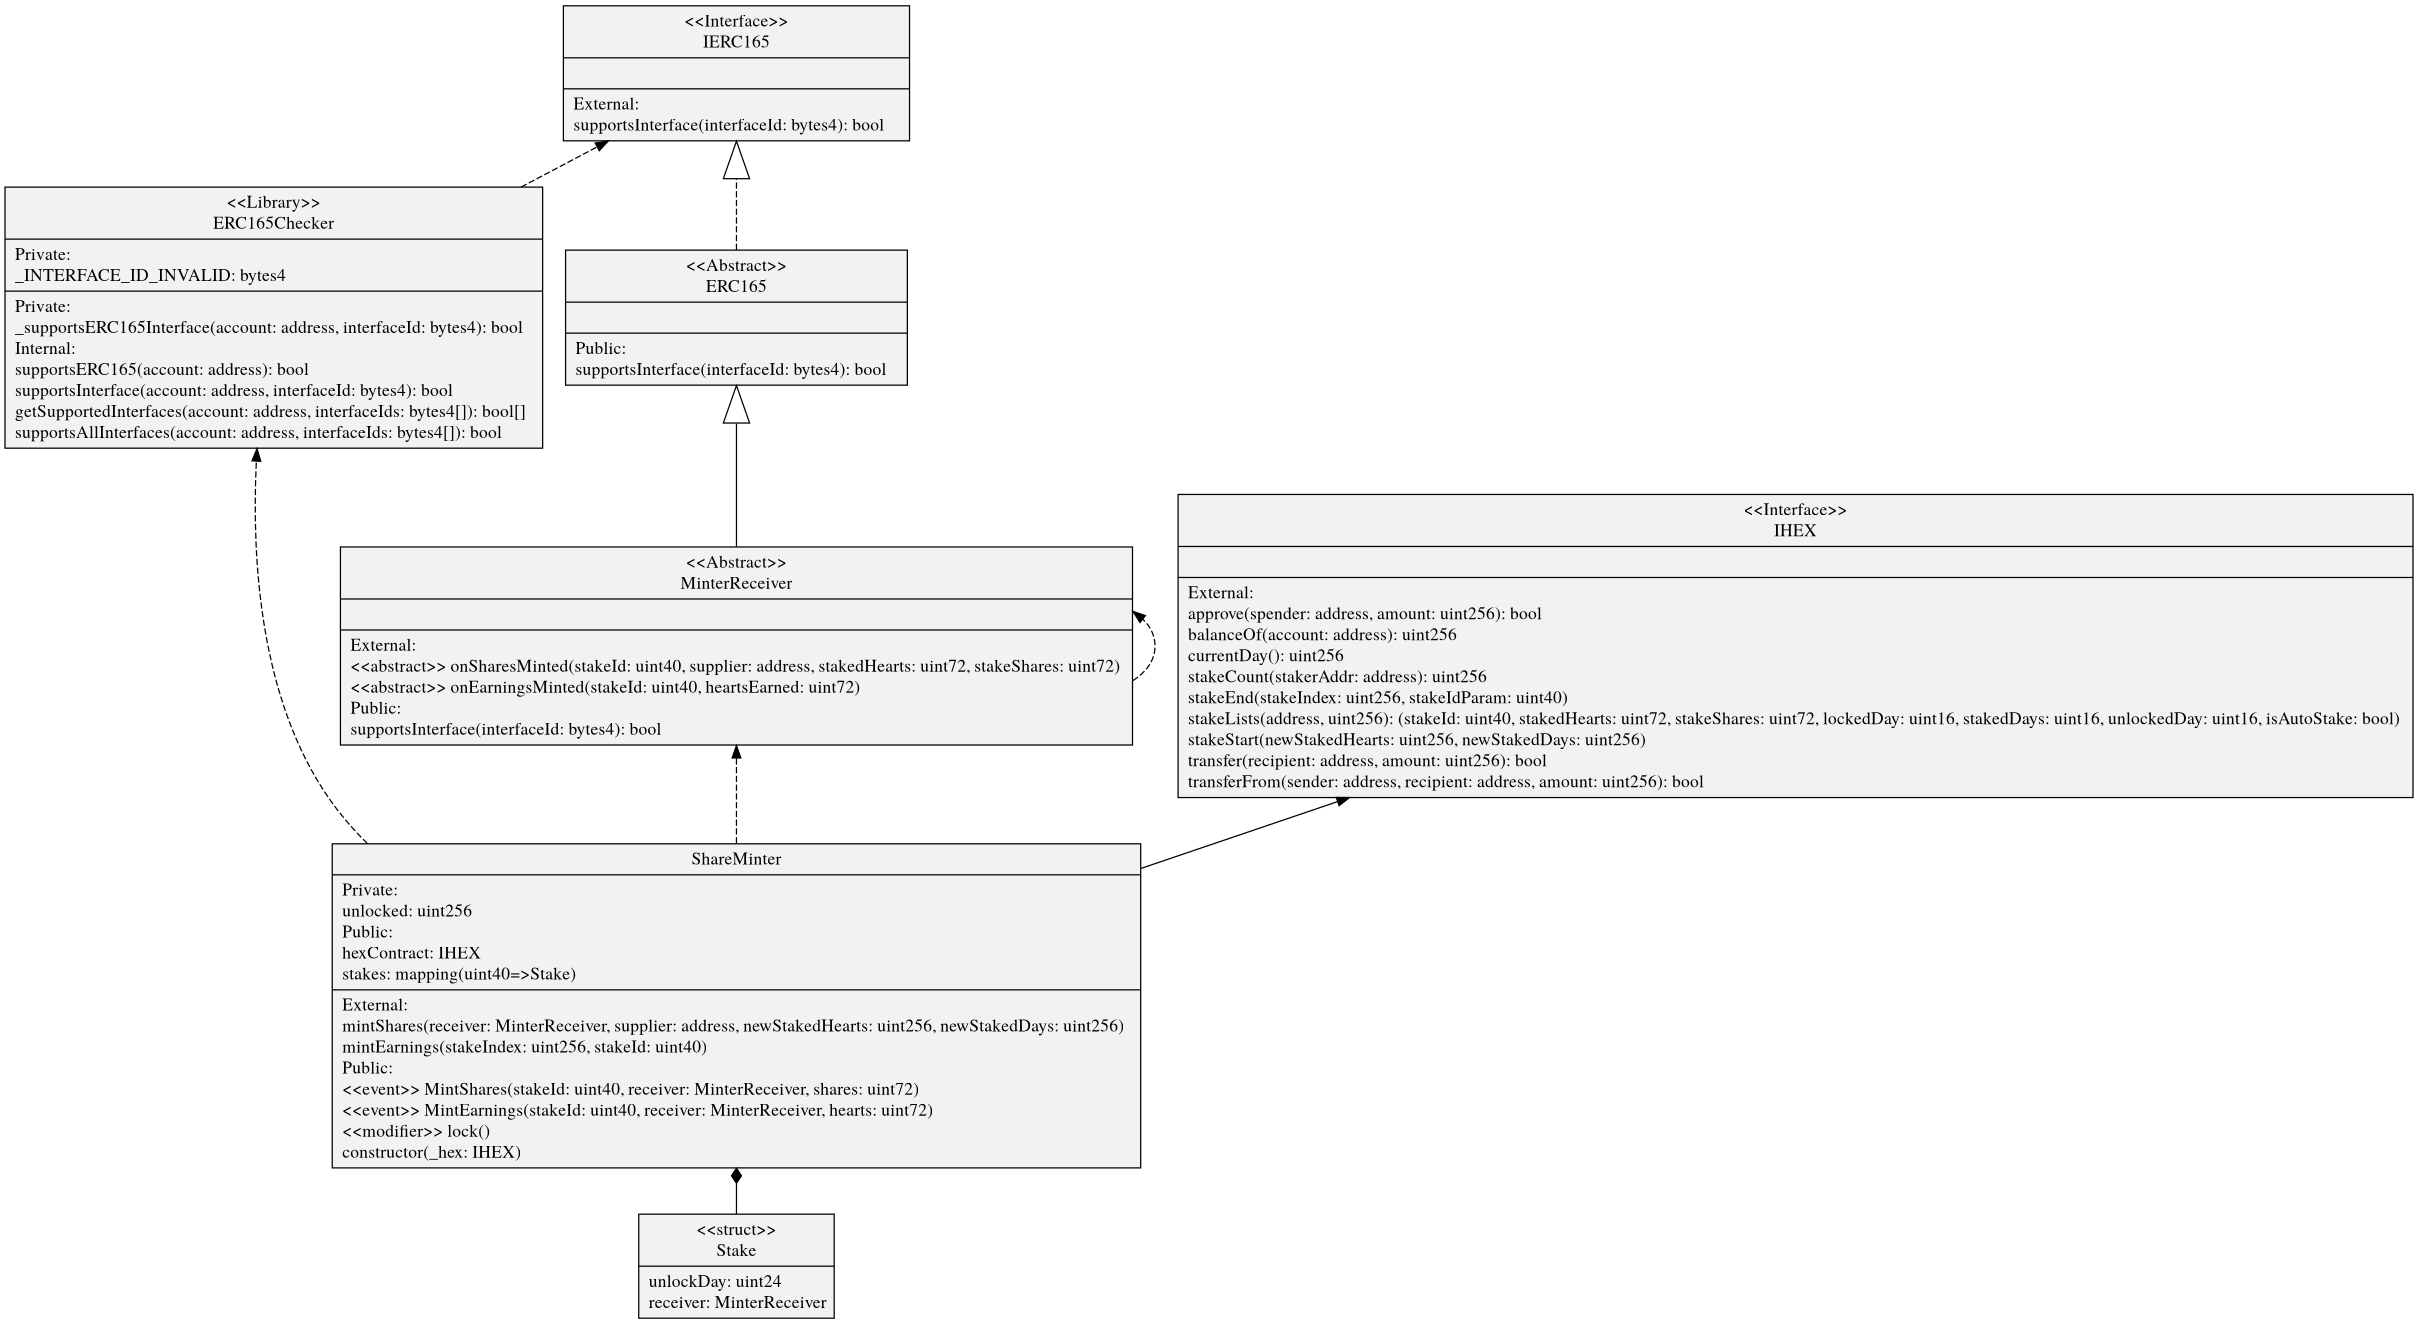 <<Interface>>
IERC165
External:
supportsInterface(interfaceId: bytes4): bool
<<Library>>
ERC165Checker
Private:
_INTERFACE_ID_INVALID: bytes4
Private:
_supportsERC165Interface(account: address, interfaceId: bytes4): bool
Internal:
supportsERC165(account: address): bool
supportsInterface(account: address, interfaceId: bytes4): bool
getSupportedInterfaces(account: address, interfaceIds: bytes4[]): bool[]
supportsAllInterfaces(account: address, interfaceIds: bytes4[]): bool
<<Abstract>>
ERC165
Public:
supportsInterface(interfaceId: bytes4): bool
<<Abstract>>
MinterReceiver
External:
<<abstract>> onSharesMinted(stakeId: uint40, supplier: address, stakedHearts: uint72, stakeShares: uint72)
<<abstract>> onEarningsMinted(stakeId: uint40, heartsEarned: uint72)
Public:
supportsInterface(interfaceId: bytes4): bool
<<Interface>>
IHEX
External:
approve(spender: address, amount: uint256): bool
balanceOf(account: address): uint256
currentDay(): uint256
stakeCount(stakerAddr: address): uint256
stakeEnd(stakeIndex: uint256, stakeIdParam: uint40)
stakeLists(address, uint256): (stakeId: uint40, stakedHearts: uint72, stakeShares: uint72, lockedDay: uint16, stakedDays: uint16, unlockedDay: uint16, isAutoStake: bool)
stakeStart(newStakedHearts: uint256, newStakedDays: uint256)
transfer(recipient: address, amount: uint256): bool
transferFrom(sender: address, recipient: address, amount: uint256): bool
ShareMinter
Private:
unlocked: uint256
Public:
hexContract: IHEX
stakes: mapping(uint40=>Stake)
External:
mintShares(receiver: MinterReceiver, supplier: address, newStakedHearts: uint256, newStakedDays: uint256)
mintEarnings(stakeIndex: uint256, stakeId: uint40)
Public:
<<event>> MintShares(stakeId: uint40, receiver: MinterReceiver, shares: uint72)
<<event>> MintEarnings(stakeId: uint40, receiver: MinterReceiver, hearts: uint72)
<<modifier>> lock()
constructor(_hex: IHEX)
<<struct>>
Stake
unlockDay: uint24
receiver: MinterReceiver